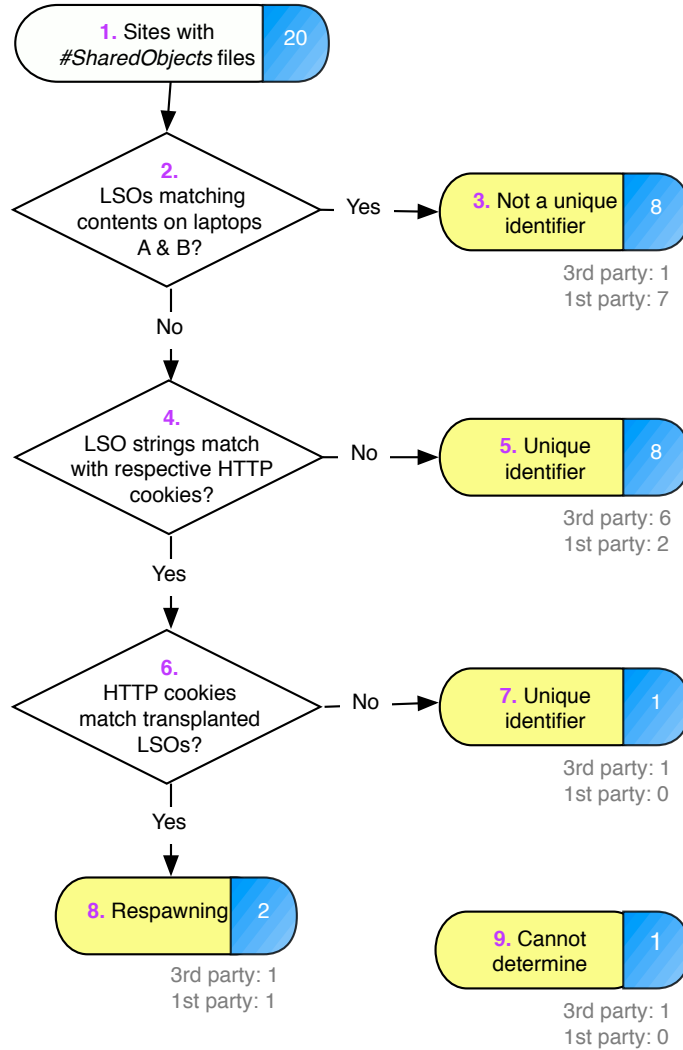 1. Sites with
#SharedObjects files
20
2.
LSOs matching
contents on laptops
A & B?
Yes
3. Not a unique
identifier
8
3rd party: 1
1st party: 7
No
4.
LSO strings match
with respective HTTP
cookies?
No
5. Unique
identifier
8
3rd party: 6
1st party: 2
Yes
6.
HTTP cookies
match transplanted
LSOs?
No
7. Unique
identifier
1
3rd party: 1
1st party: 0
Yes
8. Respawning
2
3rd party: 1
1st party: 1
9. Cannot
determine
1
3rd party: 1
1st party: 0